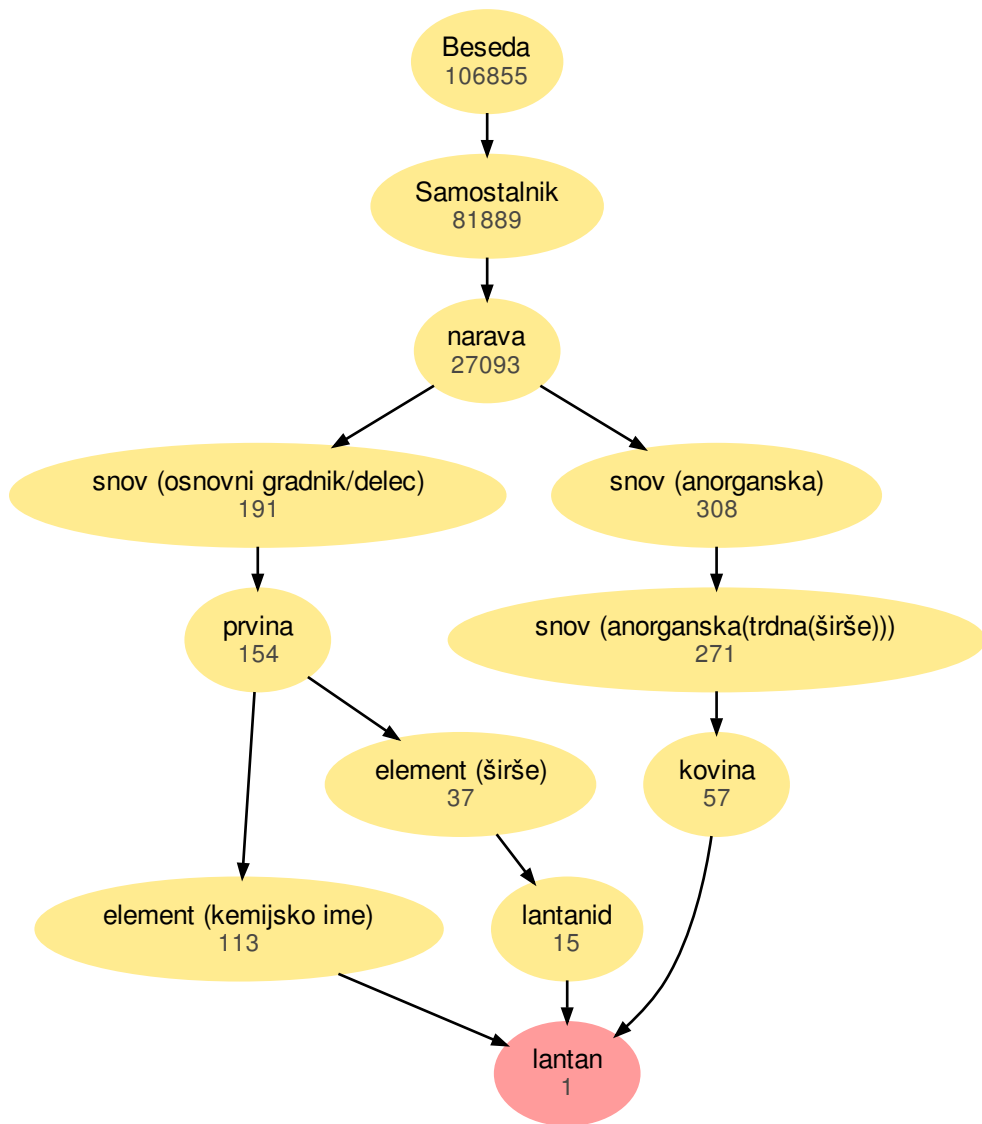 Beseda
106855
Samostalnik
81889
narava
27093
snov (osnovni gradnik/delec)
191
snov (anorganska)
308
prvina
154
snov (anorganska(trdna(širše)))
271
element (širše)
37
kovina
57
element (kemijsko ime)
113
lantanid
15
lantan
1